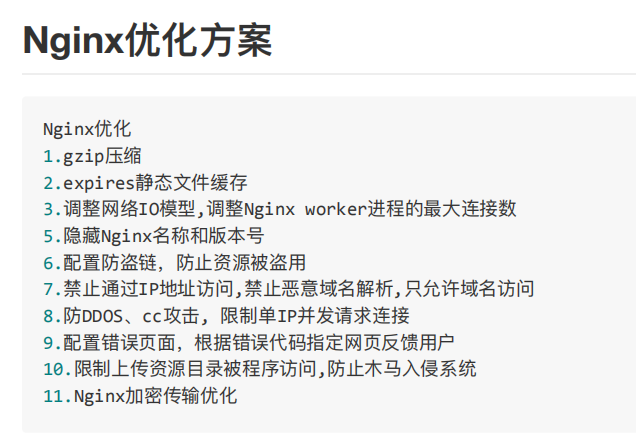 Nginx优化方案
Nginx优化
1.gzip压缩
2.expires静态文件缓存
3.调整网络IO模型,调整Nginx worker进程的最大连接数
5.隐藏Nginx名称和版本号
6.配置防盗链，防止资源被盗用
7.禁止通过IP地址访问,禁止恶意域名解析,只允许域名访问
8.防DDOS、cc攻击, 限制单IP并发请求连接
9.配置错误页面，根据错误代码指定网页反馈用户
10.限制上传资源目录被程序访问,防止木马入侵系统
11.Nginx加密传输优化